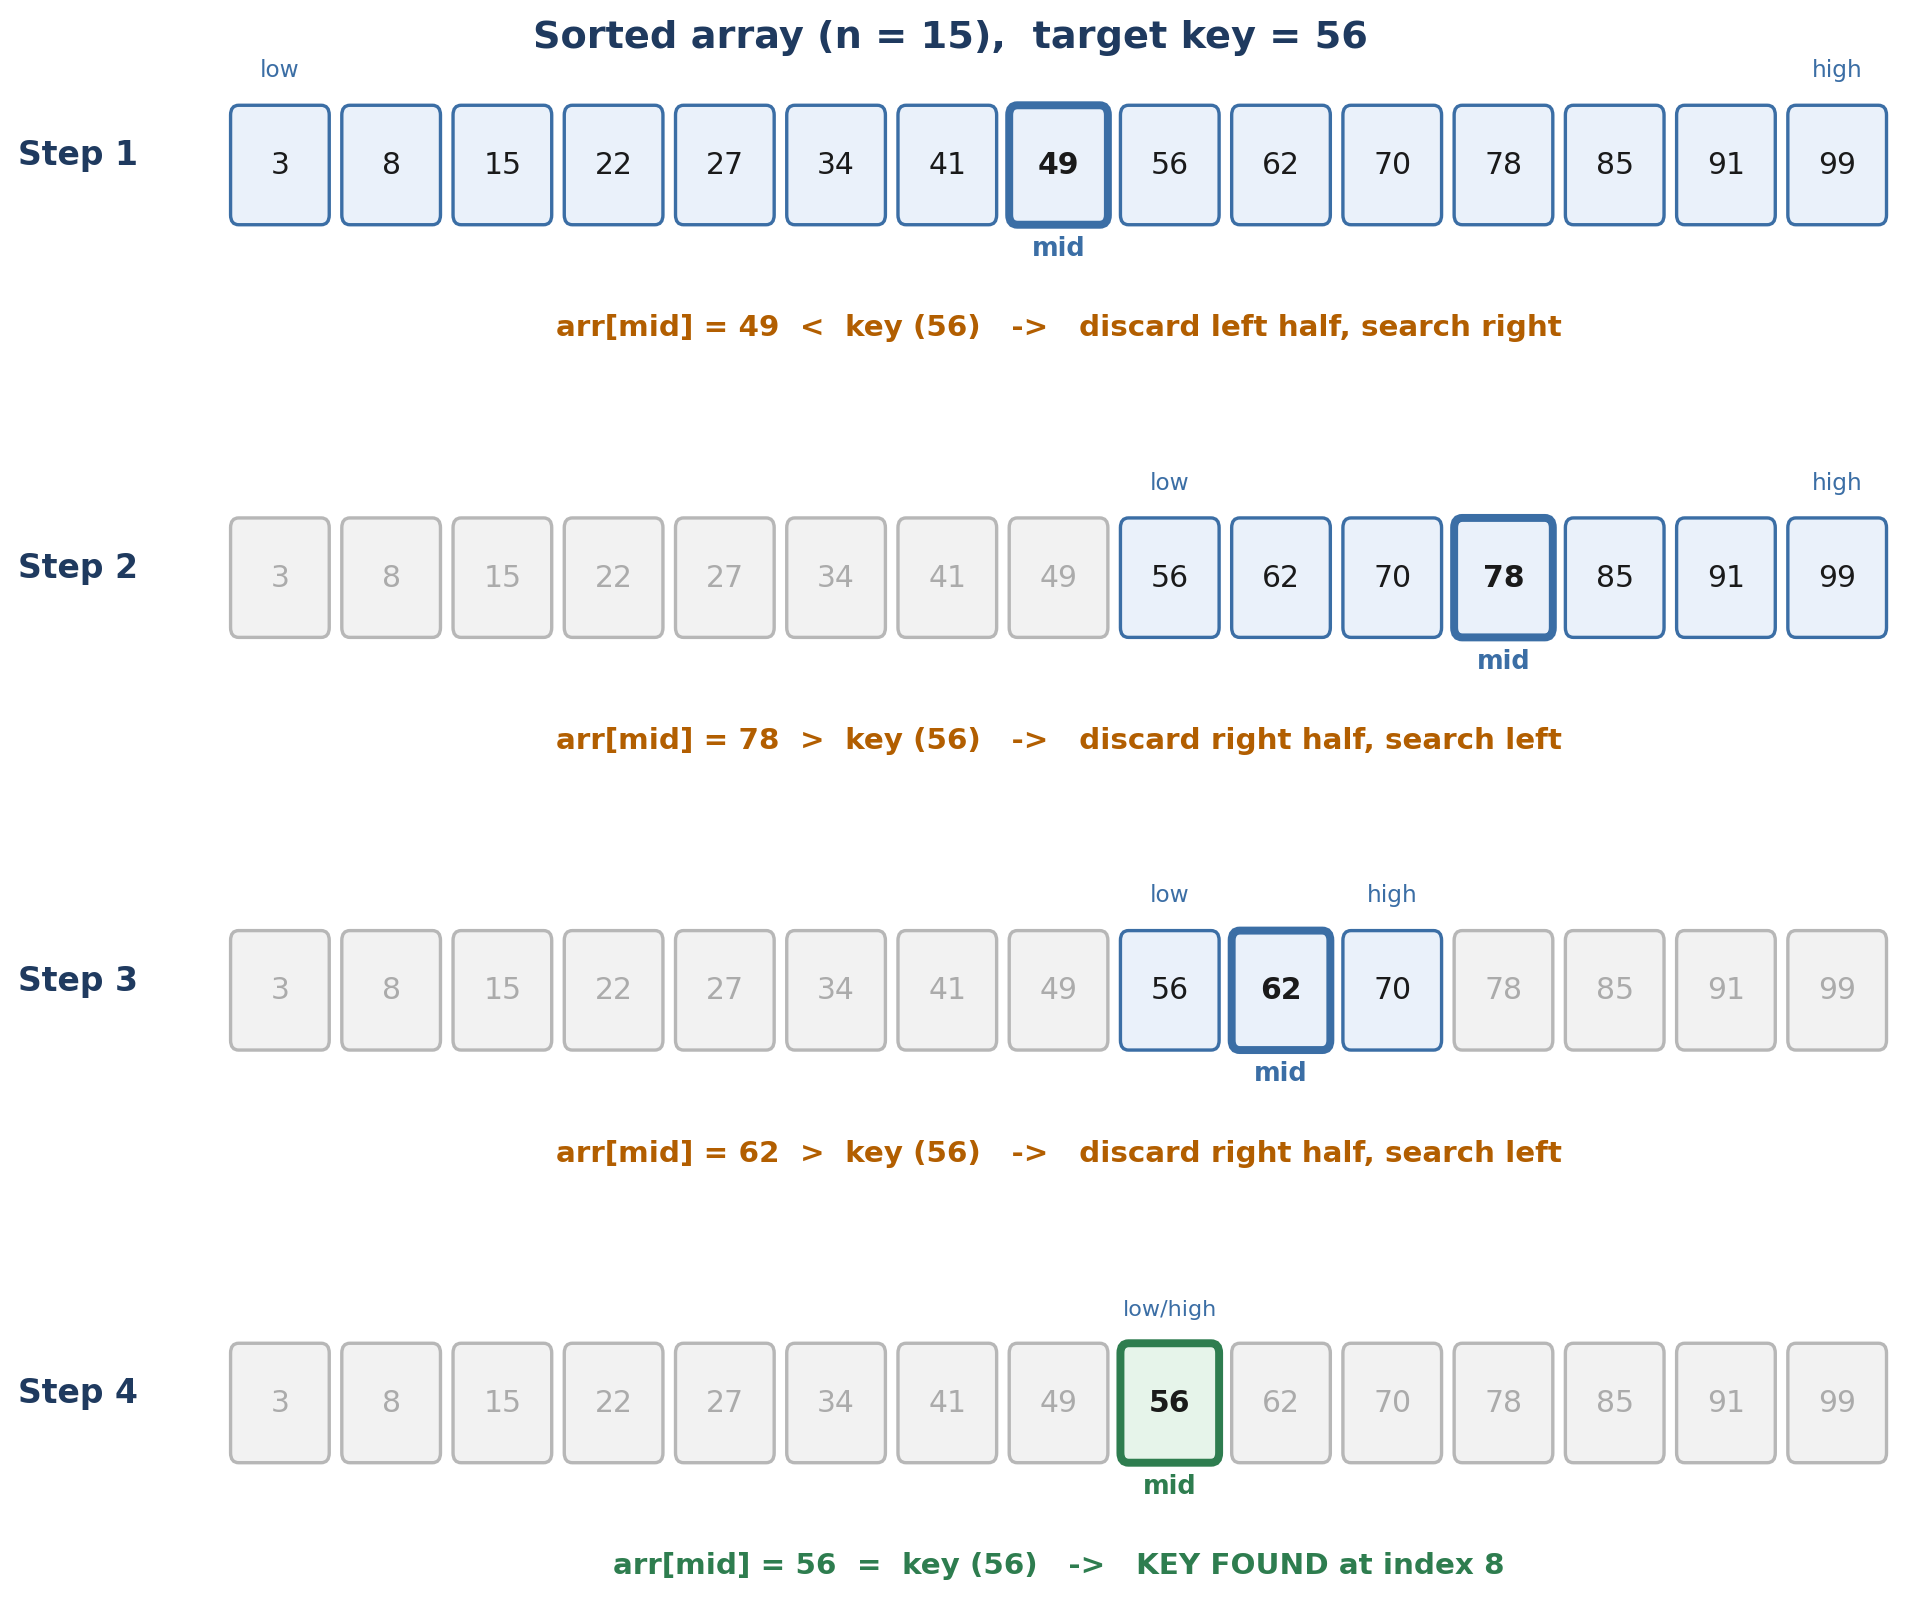 Sorted array (n = 15),  target key = 56
low high
Step 1 3 8 15 22 27 34 41 49 56 62 70 78 85 91 99
mid
arr[mid] = 49  <  key (56)   ->   discard left half, search right
low high
Step 2 3 8 15 22 27 34 41 49 56 62 70 78 85 91 99
mid
arr[mid] = 78  >  key (56)   ->   discard right half, search left
low high
Step 3 3 8 15 22 27 34 41 49 56 62 70 78 85 91 99
mid
arr[mid] = 62  >  key (56)   ->   discard right half, search left
low/high
Step 4 3 8 15 22 27 34 41 49 56 62 70 78 85 91 99
mid
arr[mid] = 56  =  key (56)   ->   KEY FOUND at index 8